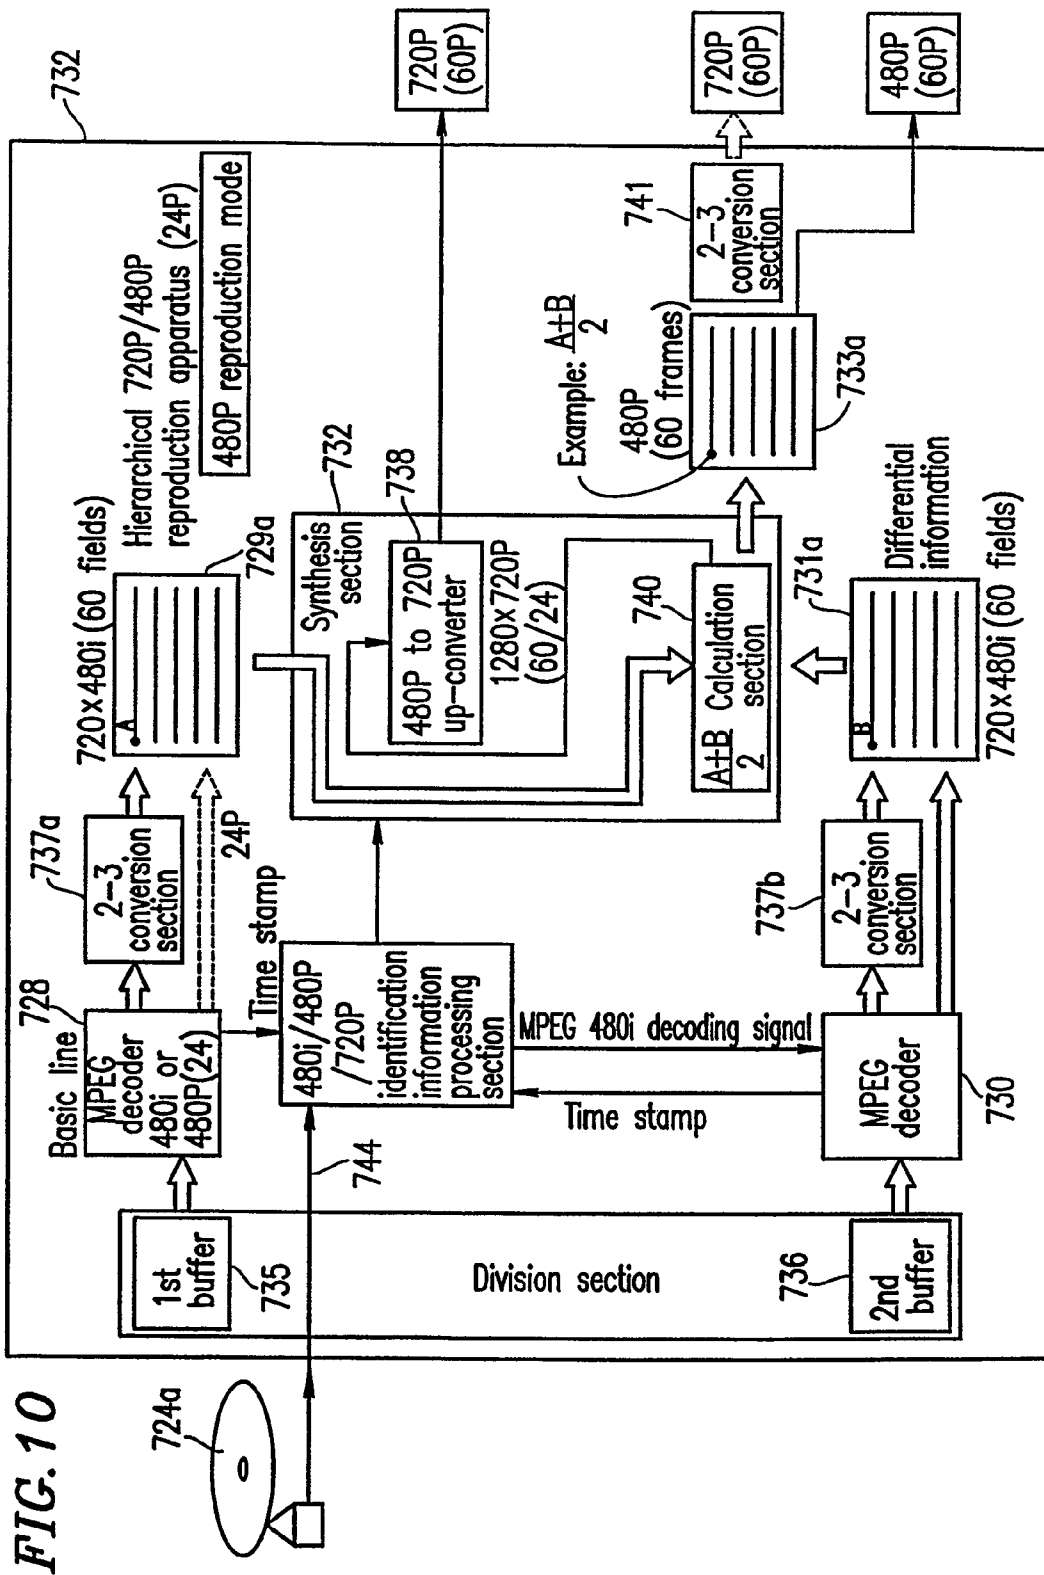 FIG. 10
724a
744
1st
buffer
735
Division section
736
2nd
buffer
Basic line
728
MPEG
decoder
480i or
480P(24)
Time stamp
480i/480P
/720P
identification
information
processing
section
MPEG 480i decoding signal
Time stamp
MPEG
decoder
730
737a
2-3
conversion
section
24P
737b
2-3
conversion
section
720x480i (60 fields)
A
729a
Hierarchical 720P/480P
reproduction apparatus (24P)
480P reproduction mode
732
Synthesis
section
732
738
480P to 720P
up-converter
1280x720P
(60/24)
740
A+B
2
Calculation
section
731a
B
Differential
information
720x480i (60 fields)
Example: A+B
2
480P
(60 frames)
733a
741
2-3
conversion
section
720P
(60P)
720P
(60P)
480P
(60P)